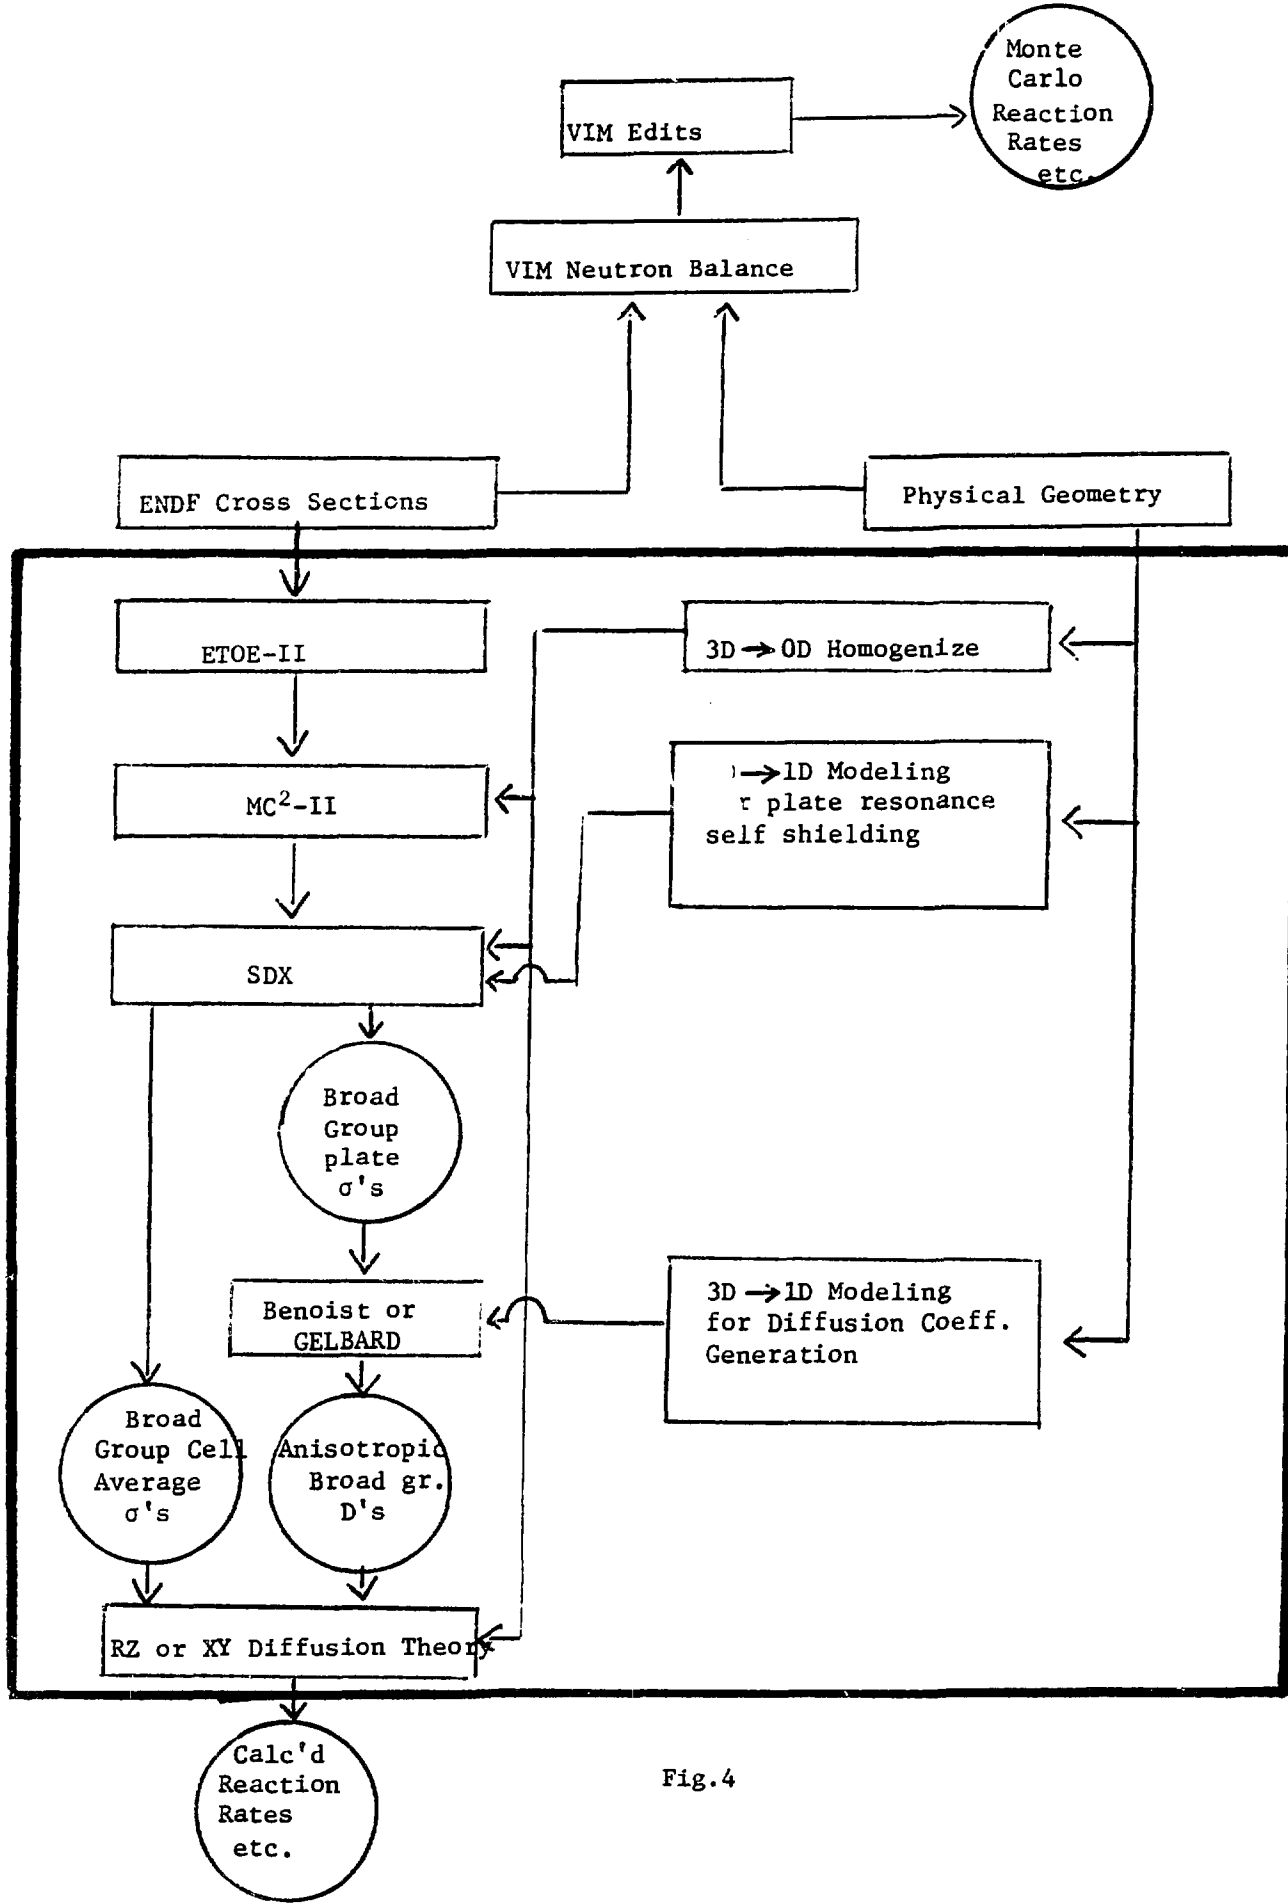 Monte
Carlo
Reaction
Rates
etc.
VIM Edits
VIM Neutron Balance
ENDF Cross Sections
Physical Geometry
ETOE-II
3D → 0D Homogenize
MC²-II
→1D Modeling
plate resonance
self shielding
SDX
Broad
Group
plate
σ's
Benoist or
GELBARD
3D →1D Modeling
for Diffusion Coeff.
Generation
Broad
Group Cell
Average
σ's
Anisotropic
Broad gr.
D's
RZ or XY Diffusion Theory
Calc'd
Reaction
Rates
etc.
Fig.4